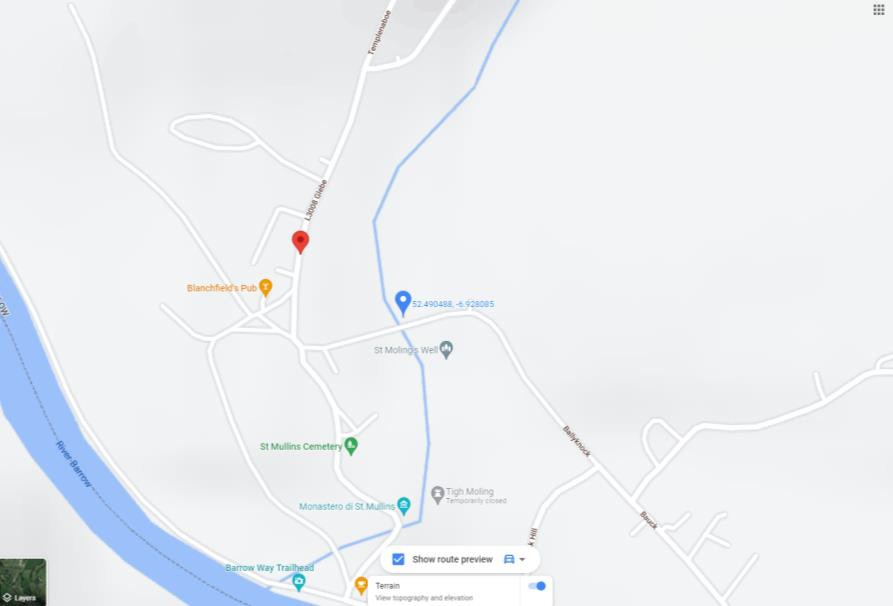 Templenaboe
L3008 Glebe
Blanchfield's Pub
52.490488, -6.928085
St Moling's Well
River Barrow
Ballyknock
St Mullins Cemetery
Tigh Moling
Temporarily closed
Monastero di St.Mullins
Bauck
Hill
Show route preview
Barrow Way Trailhead
Terrain
View topography and elevation
Layers